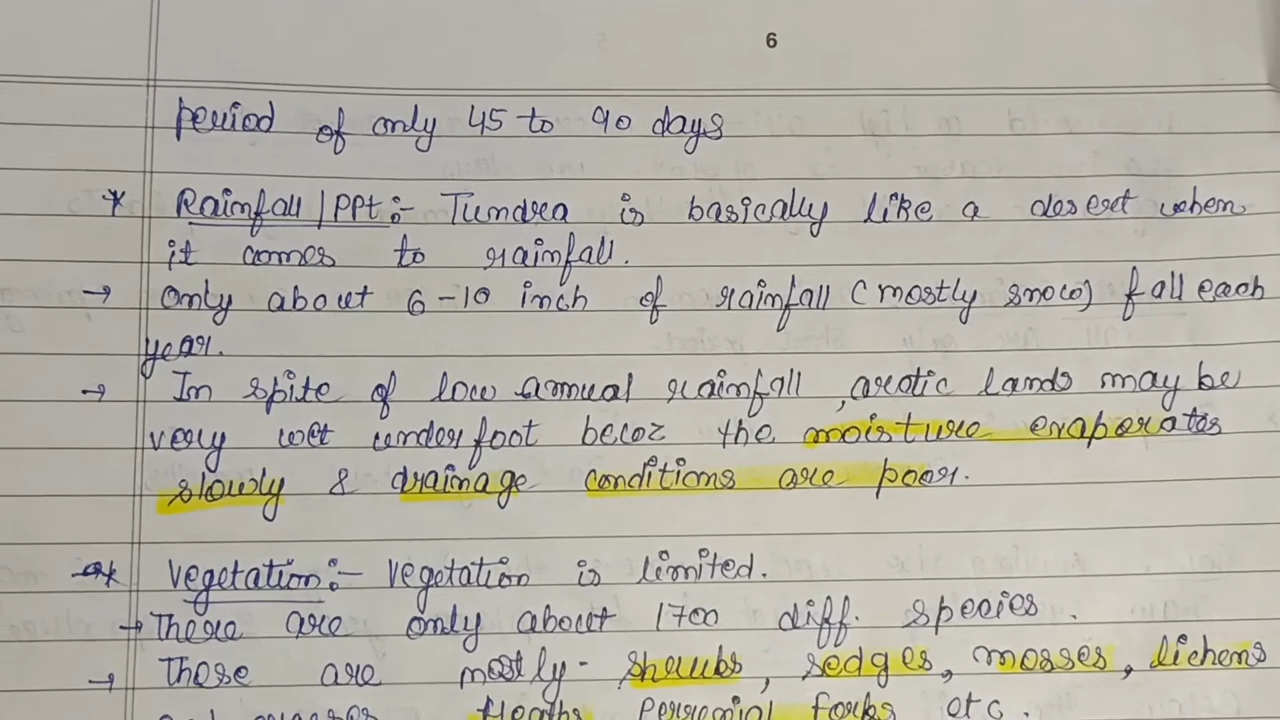 6
period of only 45 to 90 days
* Rainfall/PPt :- Tundra is basically like a desert when
it comes to rainfall.
→ Only about 6-10 inch of rainfall (mostly snow) fall each
year.
→ In spite of low annual rainfall, arctic lands may be
very wet underfoot becoz the moisture evaporates
slowly & drainage conditions are poor.
* Vegetation :- Vegetation is limited.
→ There are only about 1700 diff. species.
→ These are mostly - shrubs, sedges, mosses, lichens
and grasses Heaths Perennial forbs etc.